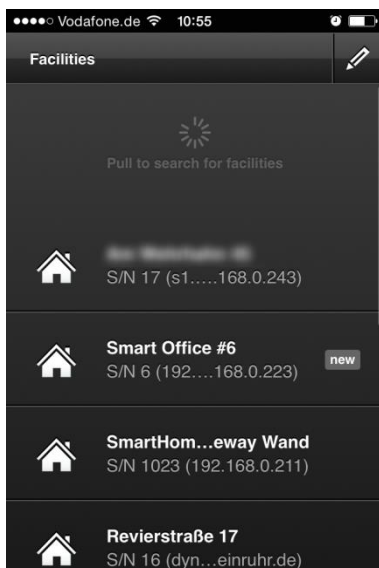 Vodafone.de 10:55
Facilities
Pull to search for facilities
S/N 17 (s1.....168.0.243)
Smart Office #6
new
S/N 6 (192....168.0.223)
SmartHom...eway Wand
S/N 1023 (192.168.0.211)
Revierstraße 17
S/N 16 (dyn...einruhr.de)